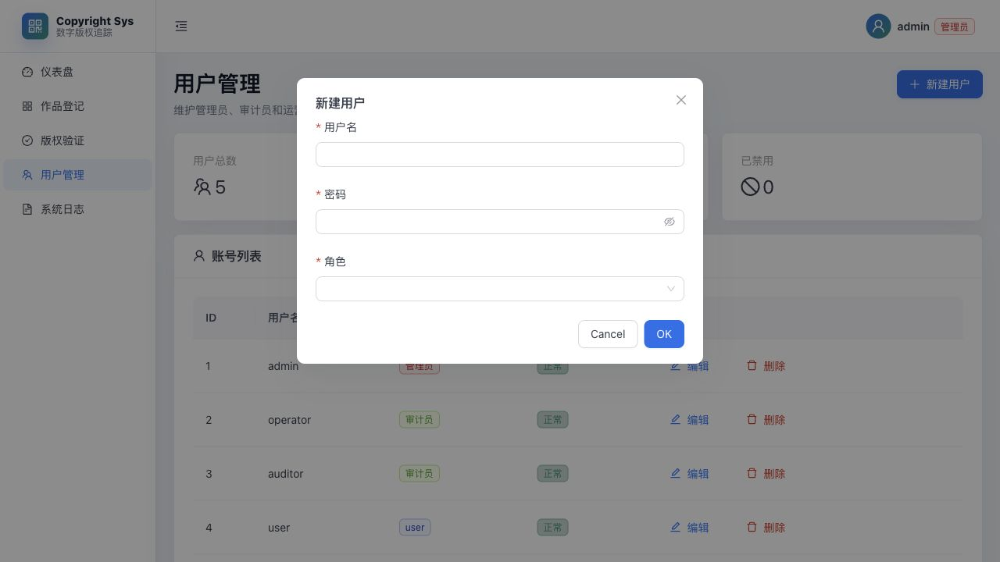 Copyright Sys
数字版权追踪
admin
管理员
仪表盘
作品登记
版权验证
用户管理
系统日志
用户管理
新建用户
维护管理员、审计员和运
用户总数
5
已禁用
0
新建用户
* 用户名
* 密码
* 角色
Cancel
OK
账号列表
ID 用户名
1 admin 管理员 正常 编辑 删除
2 operator 审计员 正常 编辑 删除
3 auditor 审计员 正常 编辑 删除
4 user user 正常 编辑 删除